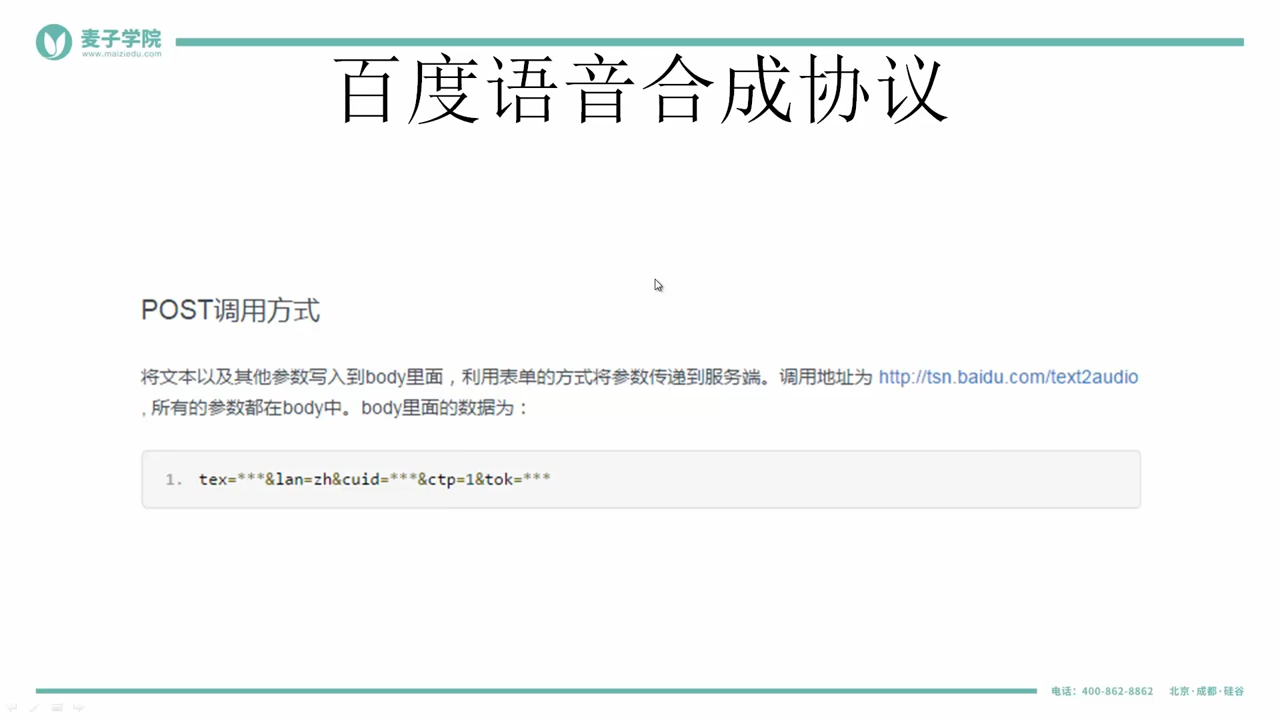 麦子学院
www.maiziedu.com
百度语音合成协议
POST调用方式
将文本以及其他参数写入到body里面，利用表单的方式将参数传递到服务端。调用地址为 http://tsn.baidu.com/text2audio
, 所有的参数都在body中。body里面的数据为：
1. tex=***&lan=zh&cuid=***&ctp=1&tok=***
电话：400-862-8862 北京·成都·硅谷